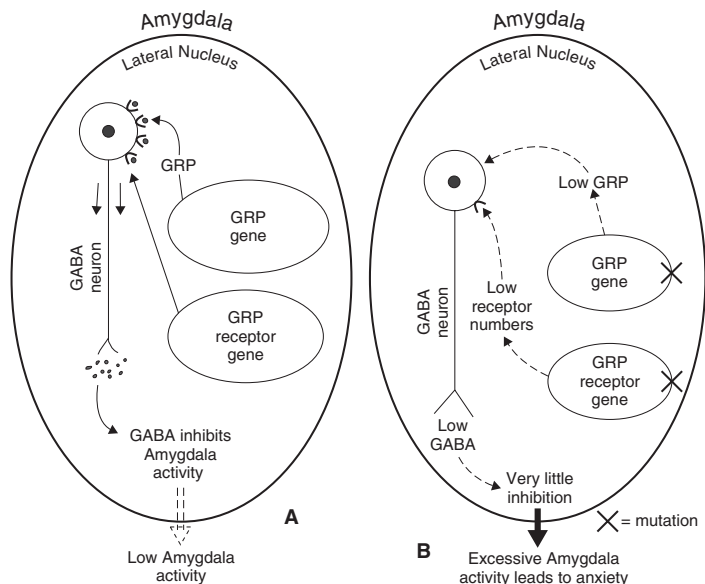 Amygdala
Lateral Nucleus
GRP
GRP
gene
GABA
neuron
GRP
receptor
gene
GABA inhibits
Amygdala
activity
A
Low Amygdala
activity
Amygdala
Lateral Nucleus
Low GRP
GRP
gene
GABA
neuron
Low
receptor
numbers
GRP
receptor
gene
Low
GABA
Very little
inhibition
= mutation
B
Excessive Amygdala
activity leads to anxiety